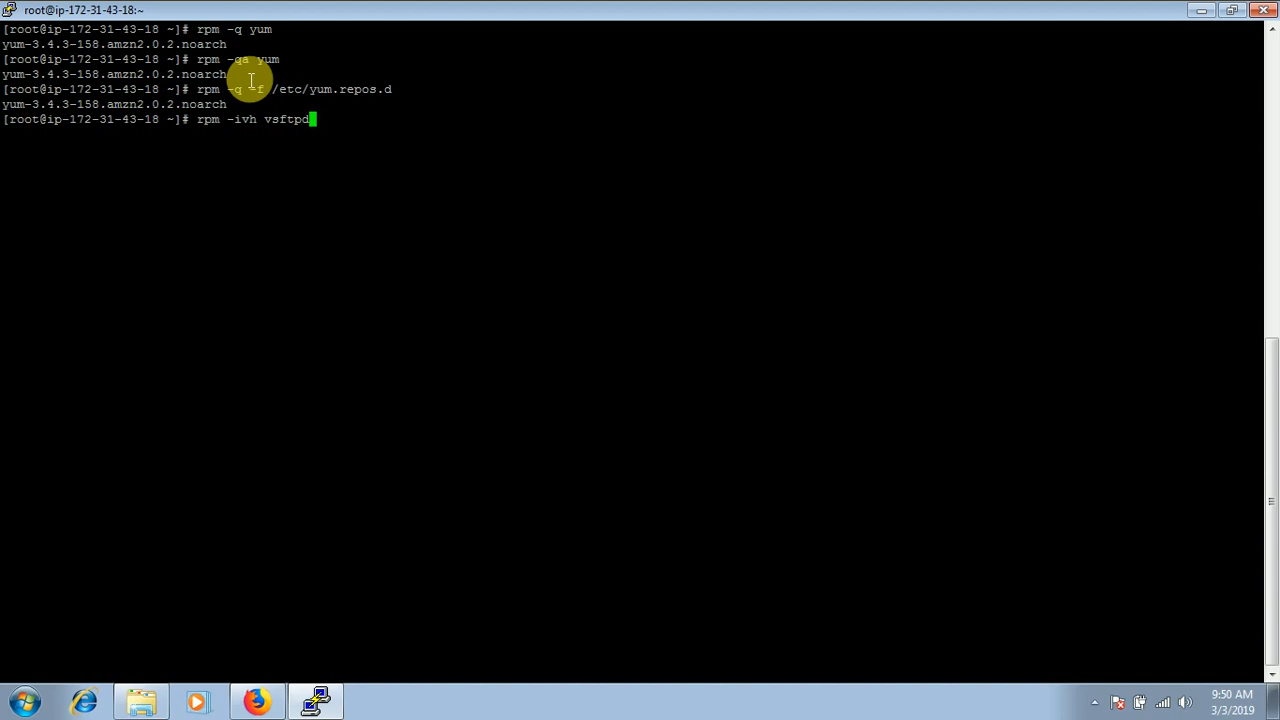 root@ip-172-31-43-18:~
[root@ip-172-31-43-18 ~]# rpm -q yum
yum-3.4.3-158.amzn2.0.2.noarch
[root@ip-172-31-43-18 ~]# rpm -qa yum
yum-3.4.3-158.amzn2.0.2.noarch
[root@ip-172-31-43-18 ~]# rpm -q -f /etc/yum.repos.d
yum-3.4.3-158.amzn2.0.2.noarch
[root@ip-172-31-43-18 ~]# rpm -ivh vsftpd
9:50 AM
3/3/2019